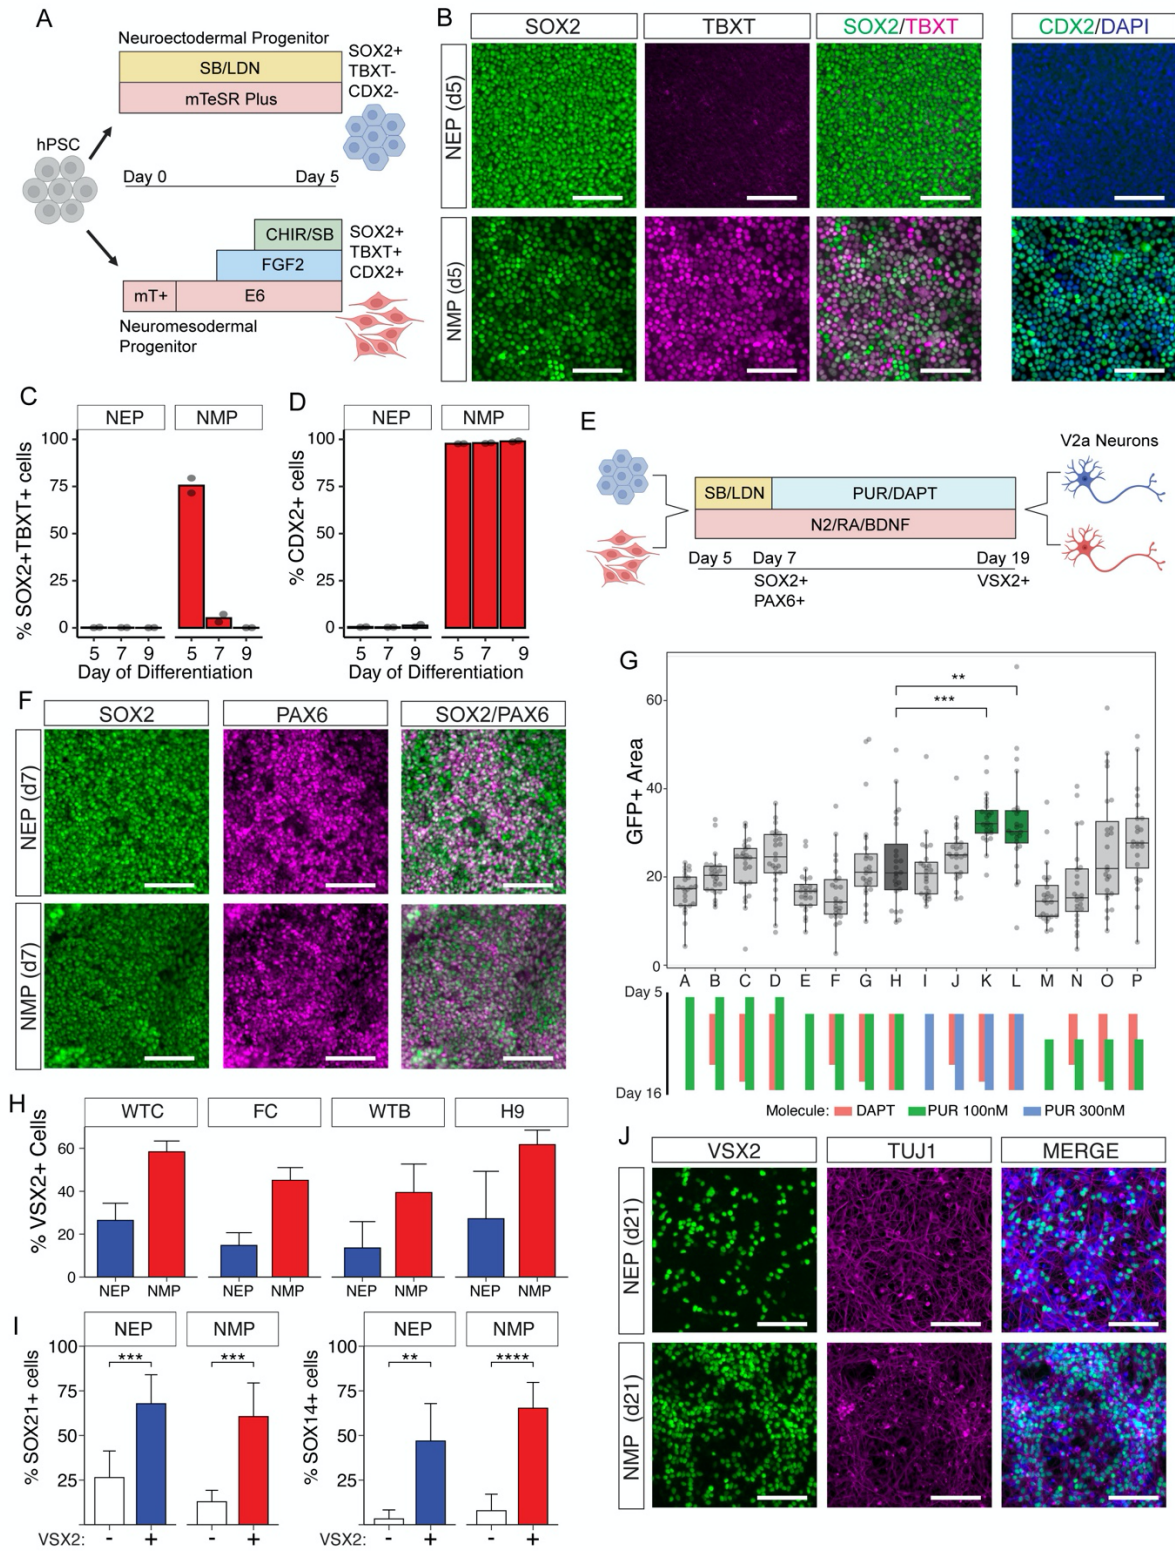 A
Neuroectodermal Progenitor
SB/LDN
mTeSR Plus
SOX2+
TBXT-
CDX2-
hPSC
Day 0
Day 5
CHIR/SB
FGF2
mT+
E6
SOX2+
TBXT+
CDX2+
Neuromesodermal
Progenitor
B
SOX2
TBXT
SOX2/TBXT
CDX2/DAPI
NEP (d5)
NMP (d5)
C
NEP
NMP
% SOX2+TBXT+ cells
100
75
50
25
0
5 7 9
5 7 9
Day of Differentiation
D
NEP
NMP
% CDX2+ cells
100
75
50
25
0
5 7 9
5 7 9
Day of Differentiation
E
V2a Neurons
SB/LDN
PUR/DAPT
N2/RA/BDNF
Day 5
Day 7
Day 19
SOX2+
PAX6+
VSX2+
F
SOX2
PAX6
SOX2/PAX6
NEP (d7)
NMP (d7)
G
GFP+ Area
60
40
20
0
**
***
A B C D E F G H I J K L M N O P
Day 5
Day 16
Molecule: DAPT PUR 100nM PUR 300nM
H
WTC
FC
WTB
H9
% VSX2+ Cells
60
40
20
0
NEP NMP
NEP NMP
NEP NMP
NEP NMP
I
NEP
NMP
% SOX21+ cells
100
75
50
25
***
***
VSX2: - + - +
NEP
NMP
% SOX14+ cells
100
75
50
25
**
****
VSX2: - + - +
J
VSX2
TUJ1
MERGE
NEP (d21)
NMP (d21)